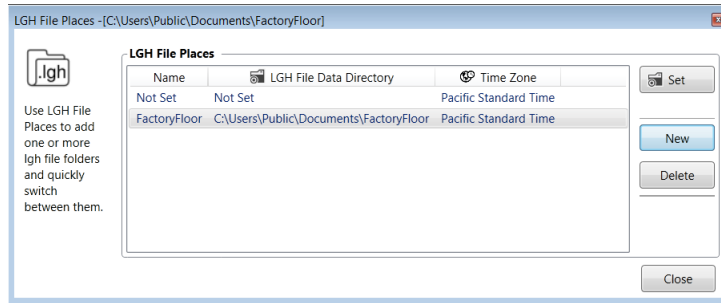 LGH File Places -[C:\Users\Public\Documents\FactoryFloor]
.lgh
Use LGH File
Places to add
one or more
lgh file folders
and quickly
switch
between them.
LGH File Places
Name LGH File Data Directory Time Zone
Not Set Not Set Pacific Standard Time
FactoryFloor C:\Users\Public\Documents\FactoryFloor Pacific Standard Time
Set
New
Delete
Close